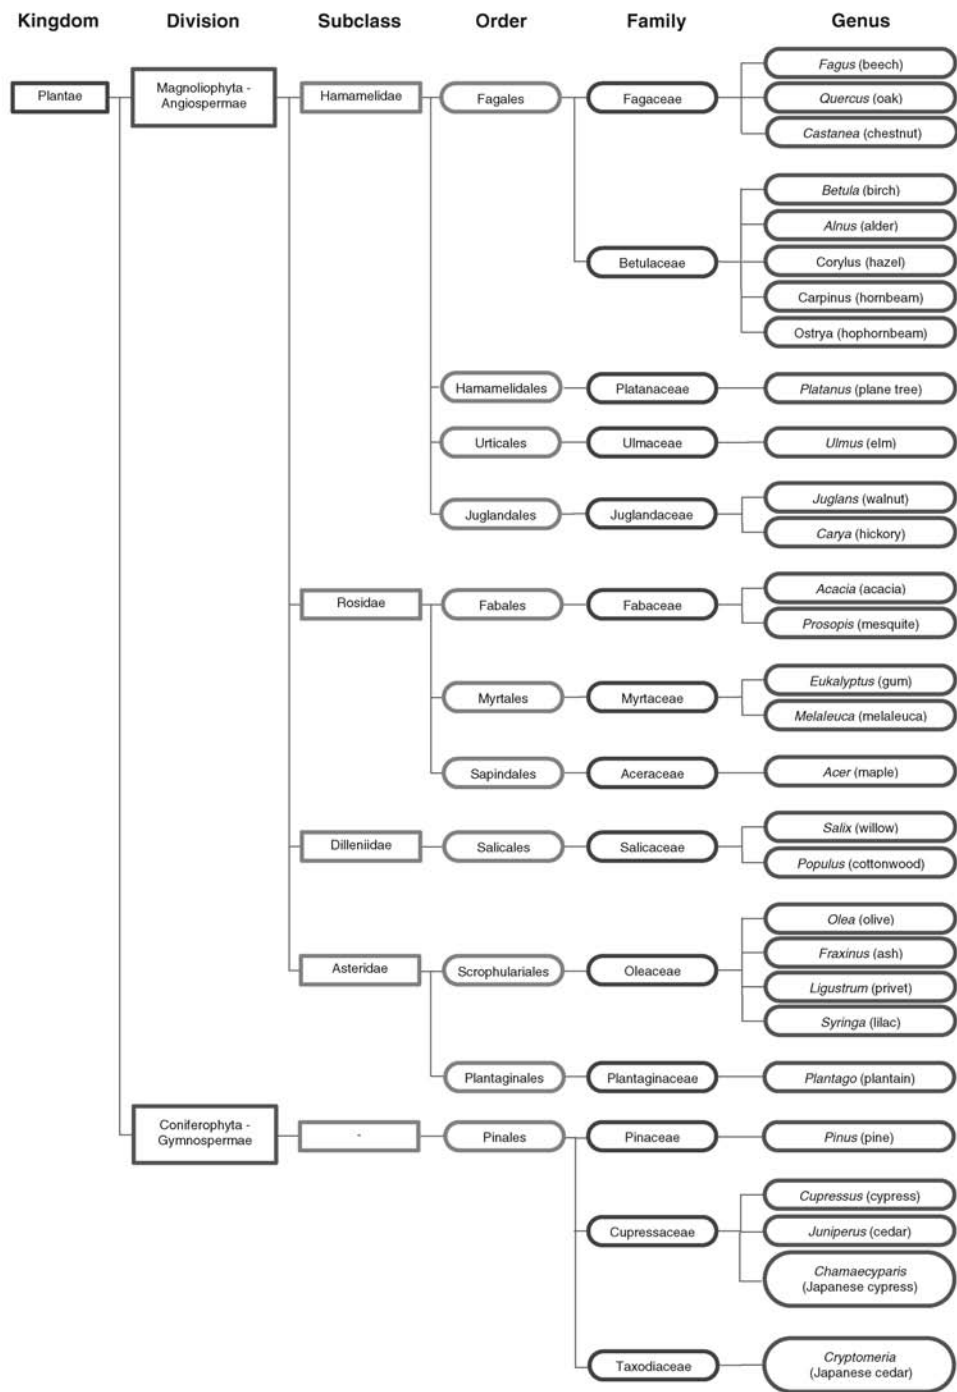 Kingdom Division Subclass Order Family Genus
Fagus (beech)
Plantae
Magnoliophyta -
Angiospermae
Hamamelidae
Fagales
Fagaceae
Quercus (oak)
Castanea (chestnut)
Betula (birch)
Alnus (alder)
Betulaceae
Corylus (hazel)
Carpinus (hornbeam)
Ostrya (hophornbeam)
Hamamelidales
Platanaceae
Platanus (plane tree)
Urticales
Ulmaceae
Ulmus (elm)
Juglandales
Juglandaceae
Juglans (walnut)
Carya (hickory)
Rosidae
Fabales
Fabaceae
Acacia (acacia)
Prosopis (mesquite)
Myrtales
Myrtaceae
Eukalyptus (gum)
Melaleuca (melaleuca)
Sapindales
Aceraceae
Acer (maple)
Dilleniidae
Salicales
Salicaceae
Salix (willow)
Populus (cottonwood)
Asteridae
Scrophulariales
Oleaceae
Olea (olive)
Fraxinus (ash)
Ligustrum (privet)
Syringa (lilac)
Plantaginales
Plantaginaceae
Plantago (plantain)
Coniferophyta -
Gymnospermae
-
Pinales
Pinaceae
Pinus (pine)
Cupressaceae
Cupressus (cypress)
Juniperus (cedar)
Chamaecyparis
(Japanese cypress)
Taxodiaceae
Cryptomeria
(Japanese cedar)